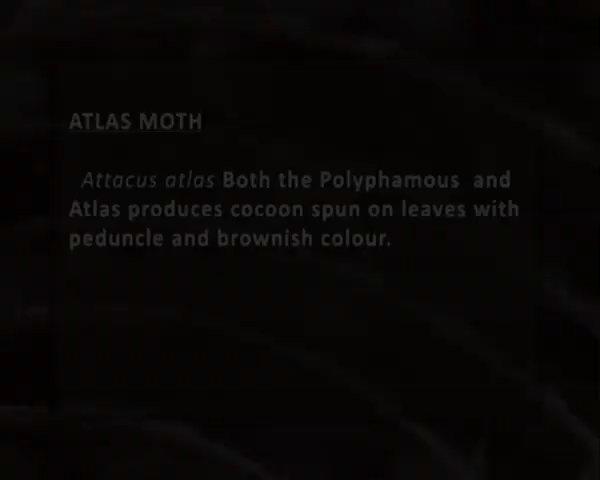 ATLAS MOTH
Attacus atlas Both the Polyphamous and
Atlas produces cocoon spun on leaves with
peduncle and brownish colour.